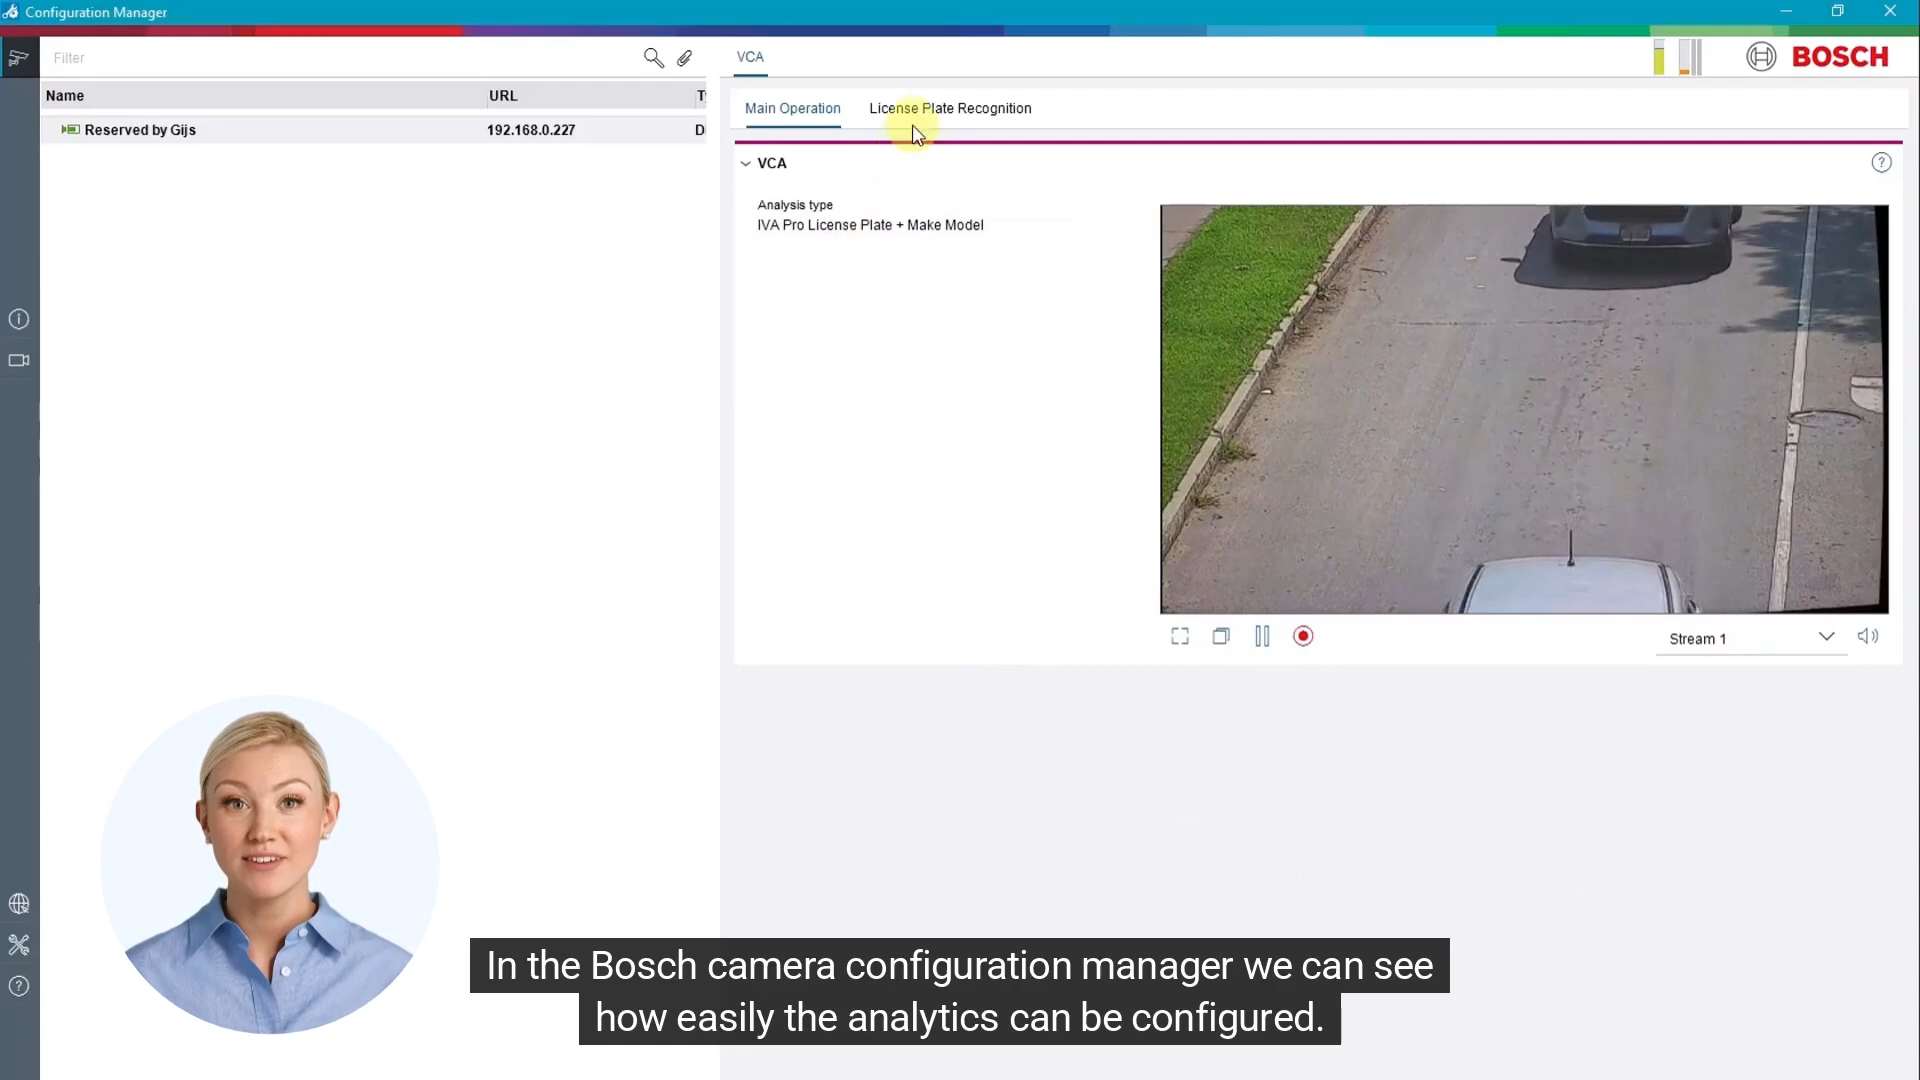 Configuration Manager
Filter
VCA
BOSCH
Name URL
Main Operation License Plate Recognition
Reserved by Gijs 192.168.0.227 D
VCA
Analysis type
IVA Pro License Plate + Make Model
Stream 1
In the Bosch camera configuration manager we can see
how easily the analytics can be configured.